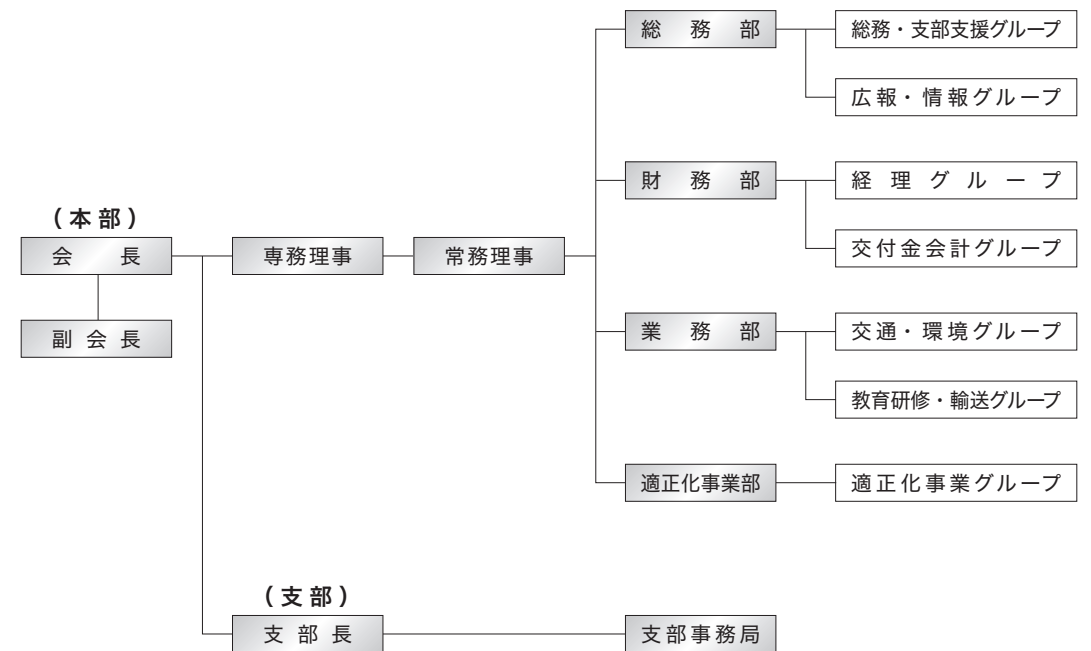 総務部
総務・支部支援グループ
広報・情報グループ
財務部
経理グループ
(本部)
会長
専務理事
常務理事
交付金会計グループ
副会長
業務部
交通・環境グループ
教育研修・輸送グループ
適正化事業部
適正化事業グループ
(支部)
支部長
支部事務局